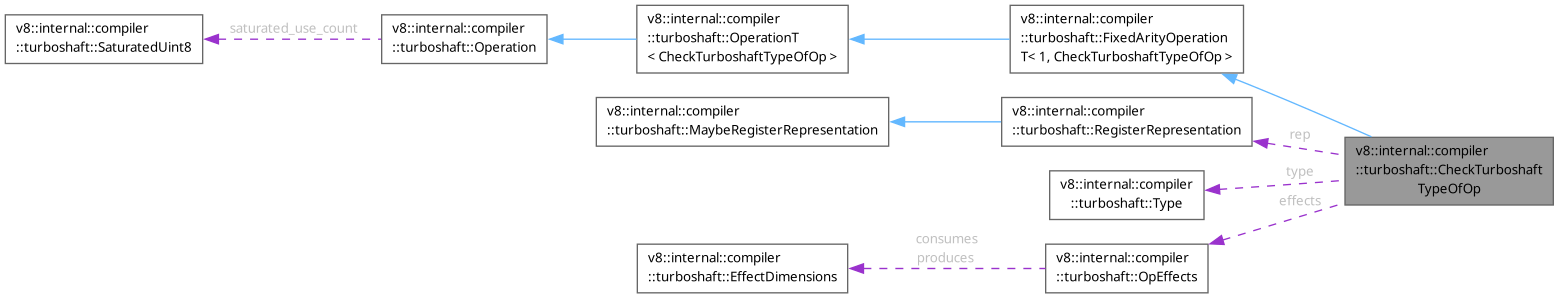 v8::internal::compiler
::turboshaft::SaturatedUint8
saturated_use_count
v8::internal::compiler
::turboshaft::Operation
v8::internal::compiler
::turboshaft::OperationT
< CheckTurboshaftTypeOfOp >
v8::internal::compiler
::turboshaft::FixedArityOperation
T< 1, CheckTurboshaftTypeOfOp >
v8::internal::compiler
::turboshaft::MaybeRegisterRepresentation
v8::internal::compiler
::turboshaft::RegisterRepresentation
rep
v8::internal::compiler
::turboshaft::CheckTurboshaft
TypeOfOp
v8::internal::compiler
::turboshaft::Type
type
effects
v8::internal::compiler
::turboshaft::EffectDimensions
consumes
produces
v8::internal::compiler
::turboshaft::OpEffects